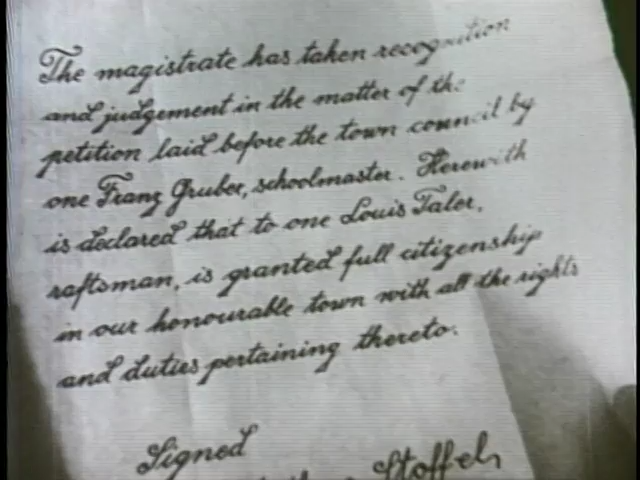 The magistrate has taken recognition
and judgement in the matter of the
petition laid before the town council by
one Franz Gruber, schoolmaster. Herewith
is declared that to one Louis Taler,
raftsman, is granted full citizenship
in our honourable town with all the rights
and duties pertaining thereto.
Signed
Stoffels